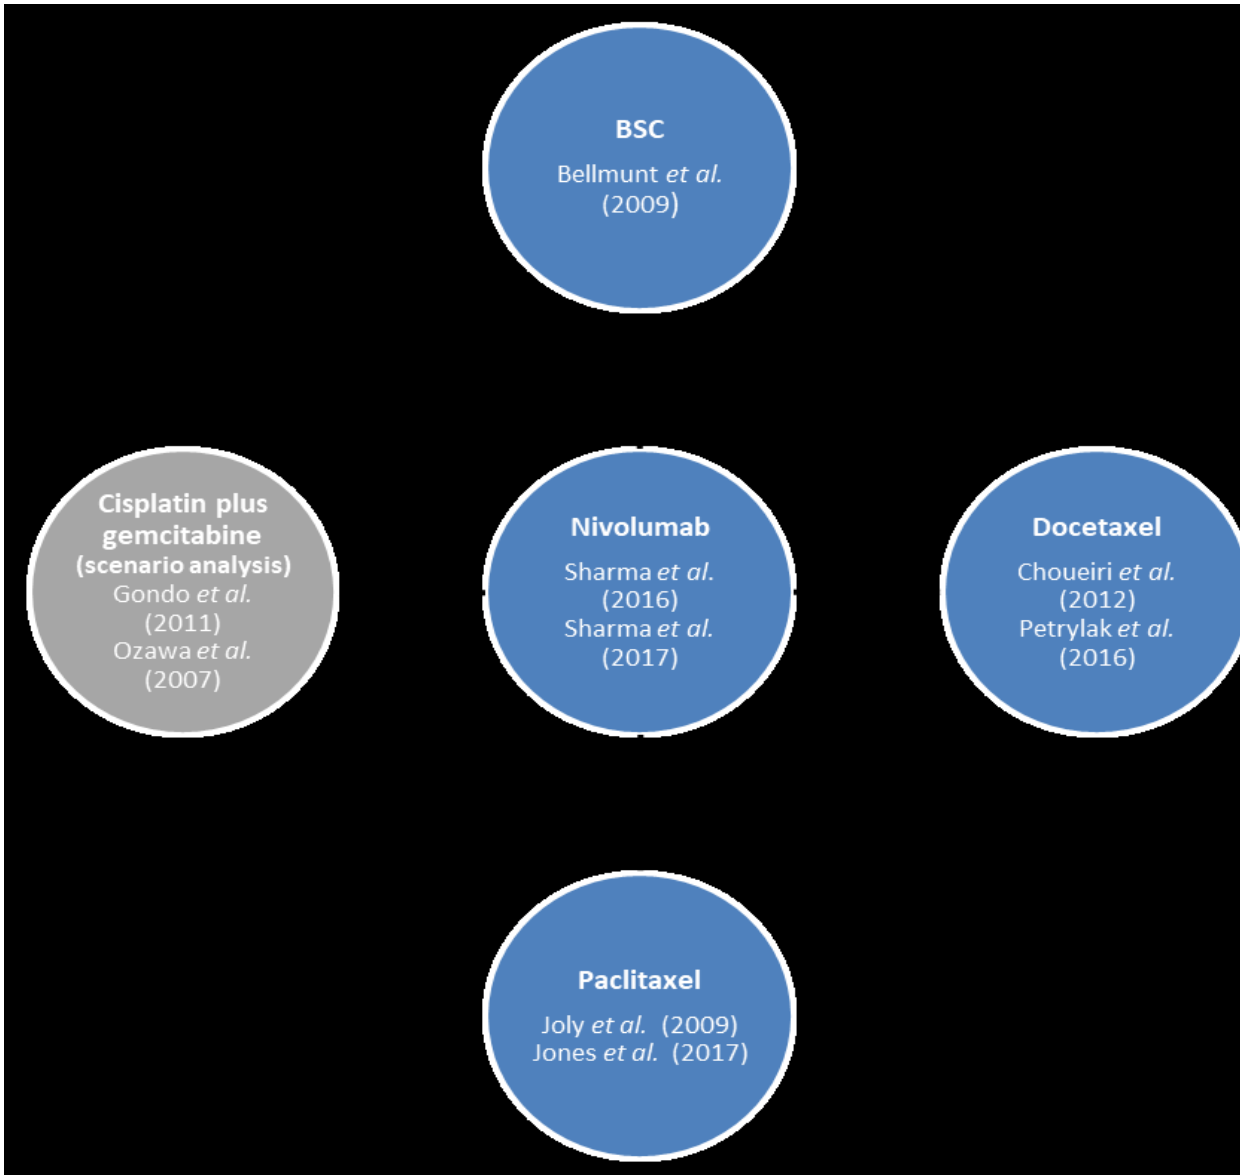 BSC
Bellmunt et al.
(2009)
Cisplatin plus
gemcitabine
(scenario analysis)
Gondo et al.
(2011)
Ozawa et al.
(2007)
Nivolumab
Sharma et al.
(2016)
Sharma et al.
(2017)
Docetaxel
Choueiri et al.
(2012)
Petrylak et al.
(2016)
Paclitaxel
Joly et al. (2009)
Jones et al. (2017)